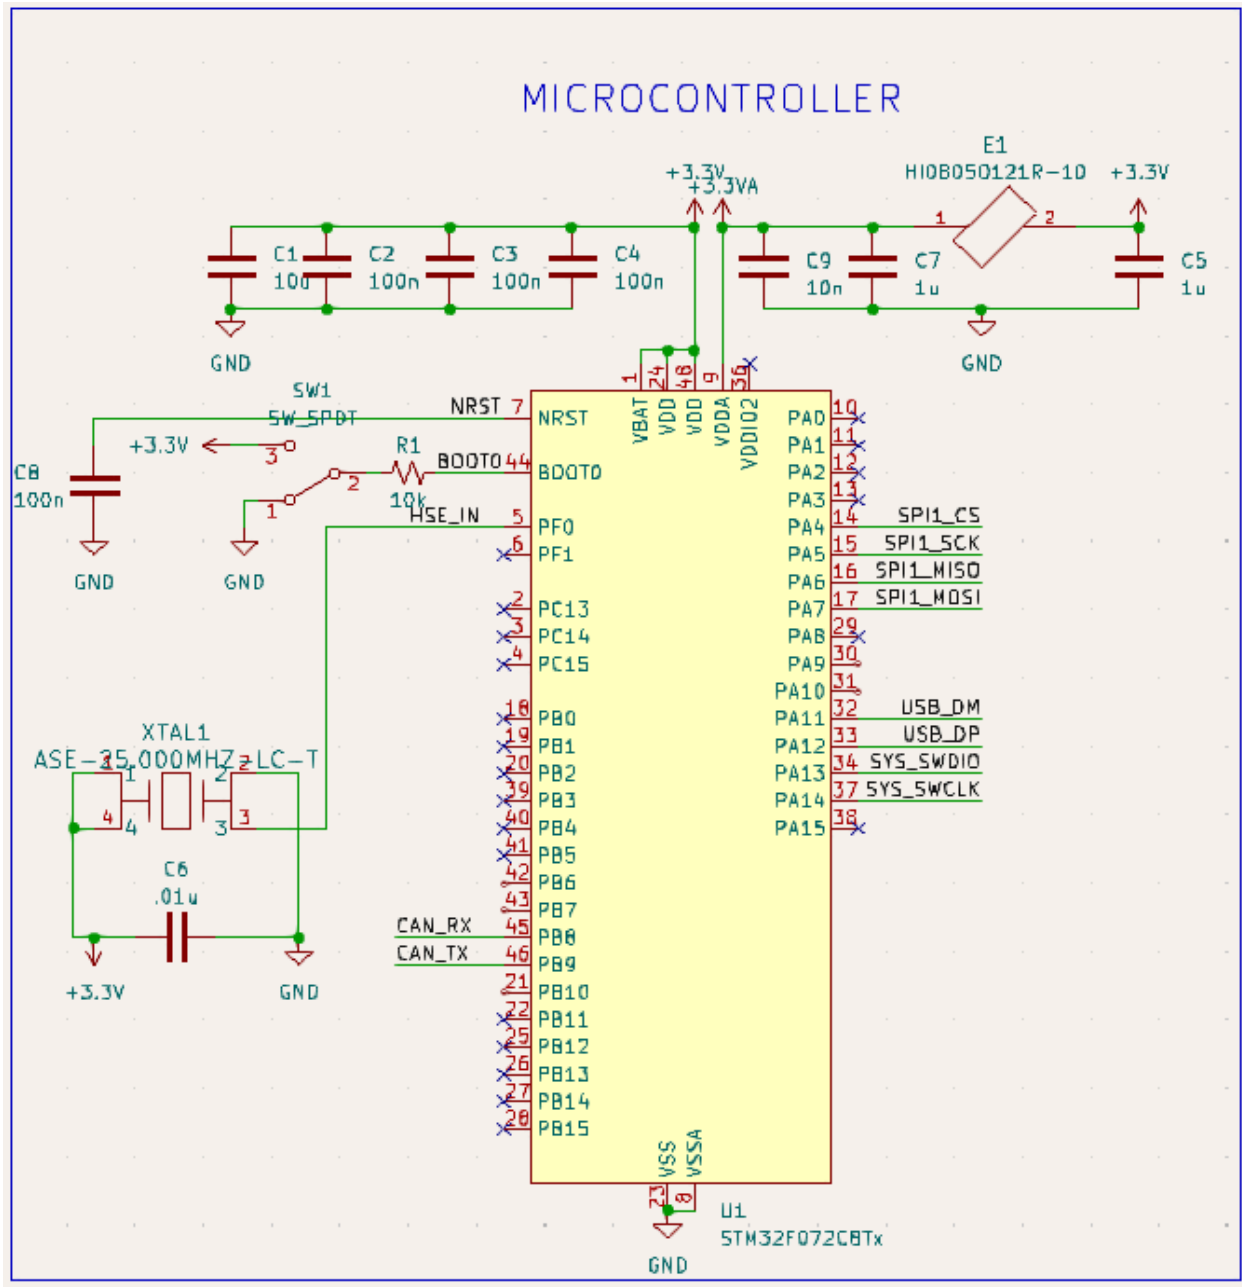 MICROCONTROLLER
E1
HI0805O121R-10
+3.3V
+3.3VA
+3.3V
1
2
C1
10u
C2
100n
C3
100n
C4
100n
C9
10n
C7
1u
C5
1u
GND
GND
1
24
48
9
36
VBAT
VDD
VDD
VDDA
VDDIO2
SW1
SW_SPDT
NRST 7 NRST
+3.3V
3
2
1
R1
10k
BOOT0 44 BOOT0
C8
100n
GND
GND
HSE_IN 5 PF0
6 PF1
2 PC13
3 PC14
4 PC15
18 PB0
19 PB1
20 PB2
39 PB3
40 PB4
41 PB5
42 PB6
43 PB7
CAN_RX 45 PB8
CAN_TX 46 PB9
21 PB10
22 PB11
25 PB12
26 PB13
27 PB14
28 PB15
PA0 10
PA1 11
PA2 12
PA3 13
PA4 14 SPI1_CS
PA5 15 SPI1_SCK
PA6 16 SPI1_MISO
PA7 17 SPI1_MOSI
PA8 29
PA9 30
PA10 31
PA11 32 USB_DM
PA12 33 USB_DP
PA13 34 SYS_SWDIO
PA14 37 SYS_SWCLK
PA15 38
XTAL1
ASE-25.000MHZ-LC-T
1 1
2 2
4 4
3 3
C6
.01u
+3.3V
GND
VSS
VSSA
23
8
GND
U1
STM32F072CBTx